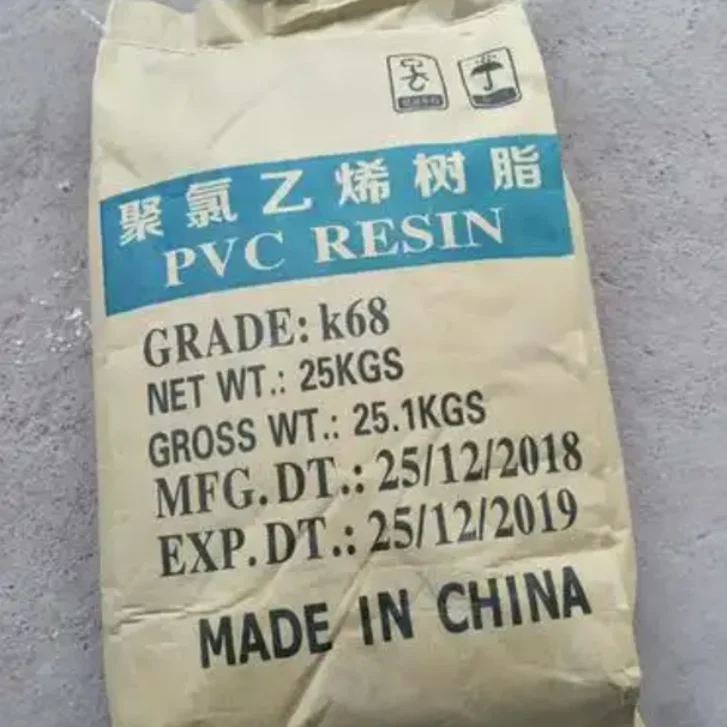 聚氯乙烯树脂
PVC RESIN
GRADE: k68
NET WT.: 25KGS
GROSS WT.: 25.1KGS
MFG.DT.: 25/12/2018
EXP.DT.: 25/12/2019
MADE IN CHINA